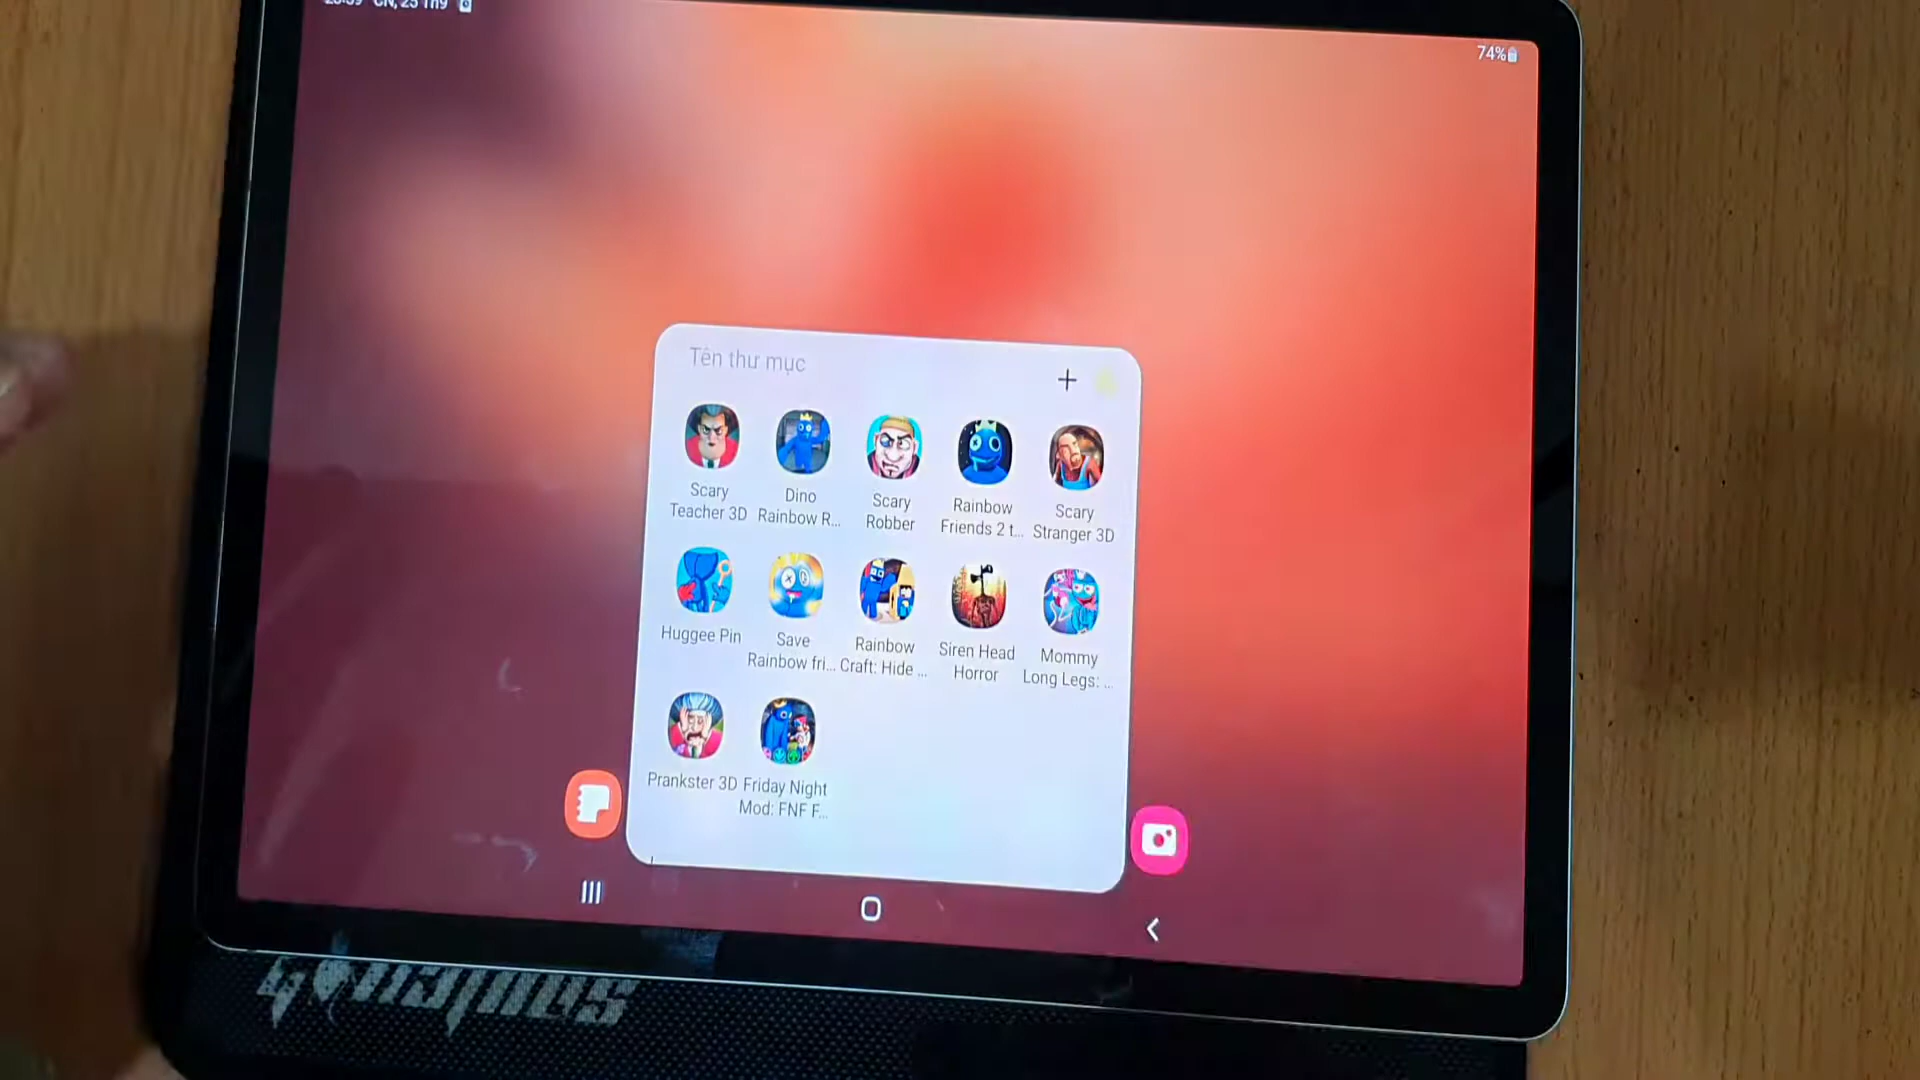 CN, 25 Th9
74%
Tên thư mục
Scary
Teacher 3D
Dino
Rainbow R...
Scary
Robber
Rainbow
Friends 2 t...
Scary
Stranger 3D
Huggee Pin
Save
Rainbow fri...
Rainbow
Craft: Hide ...
Siren Head
Horror
Mommy
Long Legs: ...
Prankster 3D
Friday Night
Mod: FNF F...